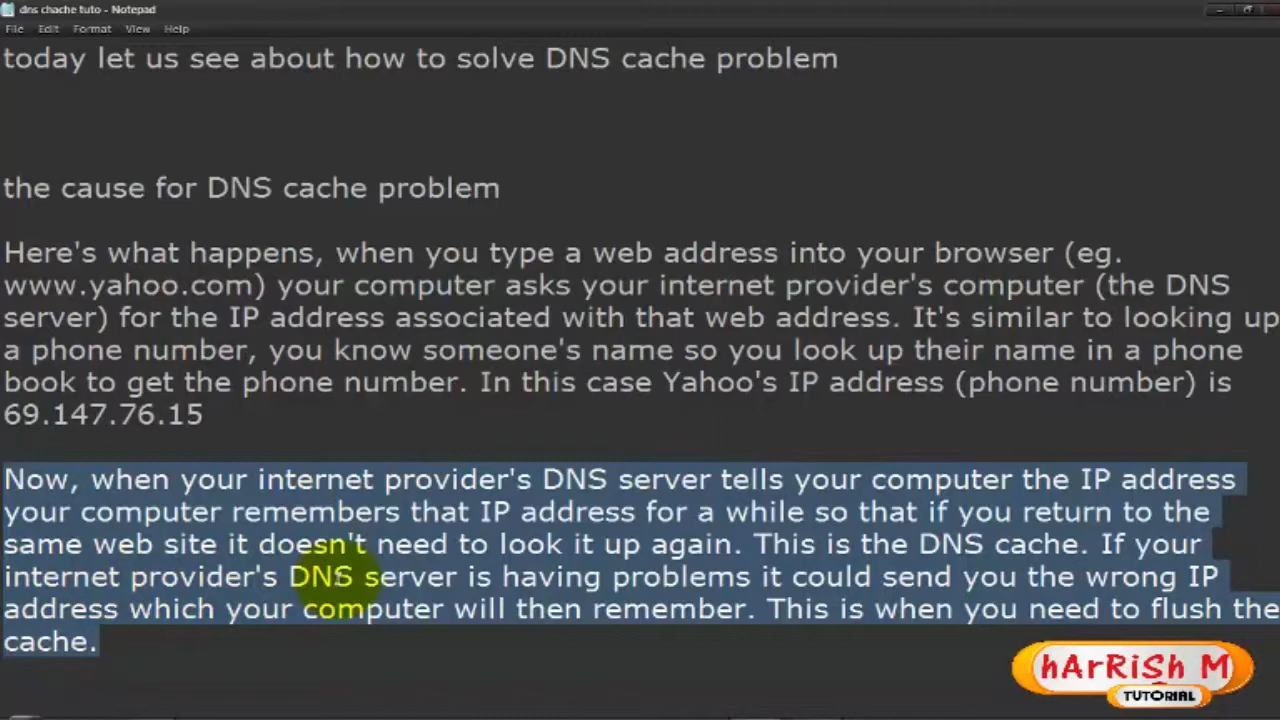 dns chache tuto - Notepad
File Edit Format View Help
today let us see about how to solve DNS cache problem
the cause for DNS cache problem
Here's what happens, when you type a web address into your browser (eg.
www.yahoo.com) your computer asks your internet provider's computer (the DNS
server) for the IP address associated with that web address. It's similar to looking up
a phone number, you know someone's name so you look up their name in a phone
book to get the phone number. In this case Yahoo's IP address (phone number) is
69.147.76.15
Now, when your internet provider's DNS server tells your computer the IP address
your computer remembers that IP address for a while so that if you return to the
same web site it doesn't need to look it up again. This is the DNS cache. If your
internet provider's DNS server is having problems it could send you the wrong IP
address which your computer will then remember. This is when you need to flush the
cache.
hArRiSh M
TUTORIAL